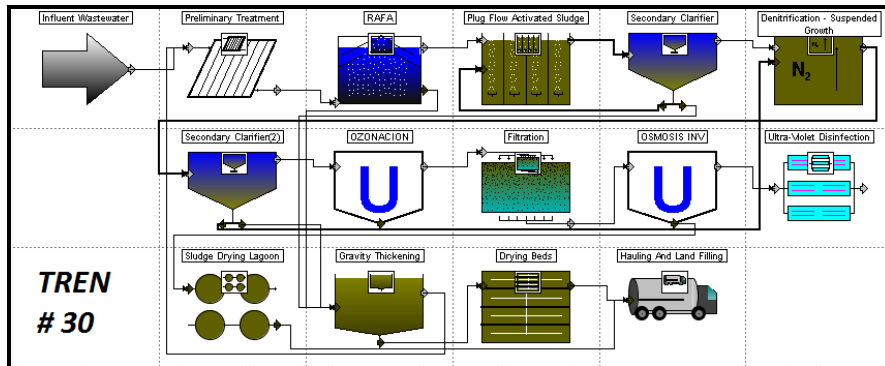 Influent Wastewater
Preliminary Treatment
RAFA
Plug Flow Activated Sludge
Secondary Clarifier
Denitrification - Suspended
Growth
N2
Secondary Clarifier(2)
OZONACION
Filtration
OSMOSIS INV
Ultra-Violet Disinfection
U
U
Sludge Drying Lagoon
Gravity Thickening
Drying Beds
Hauling And Land Filling
TREN
# 30